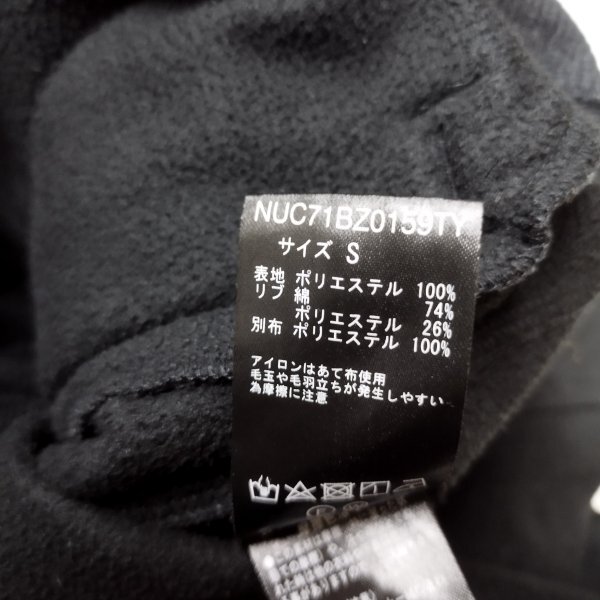 NUC71BZ0159TY
サイズ S
表地 ポリエステル 100%
リブ 綿 74%
ポリエステル 26%
別布 ポリエステル 100%
アイロンはあて布使用
毛玉や毛羽立ちが発生しやすい
為摩擦に注意